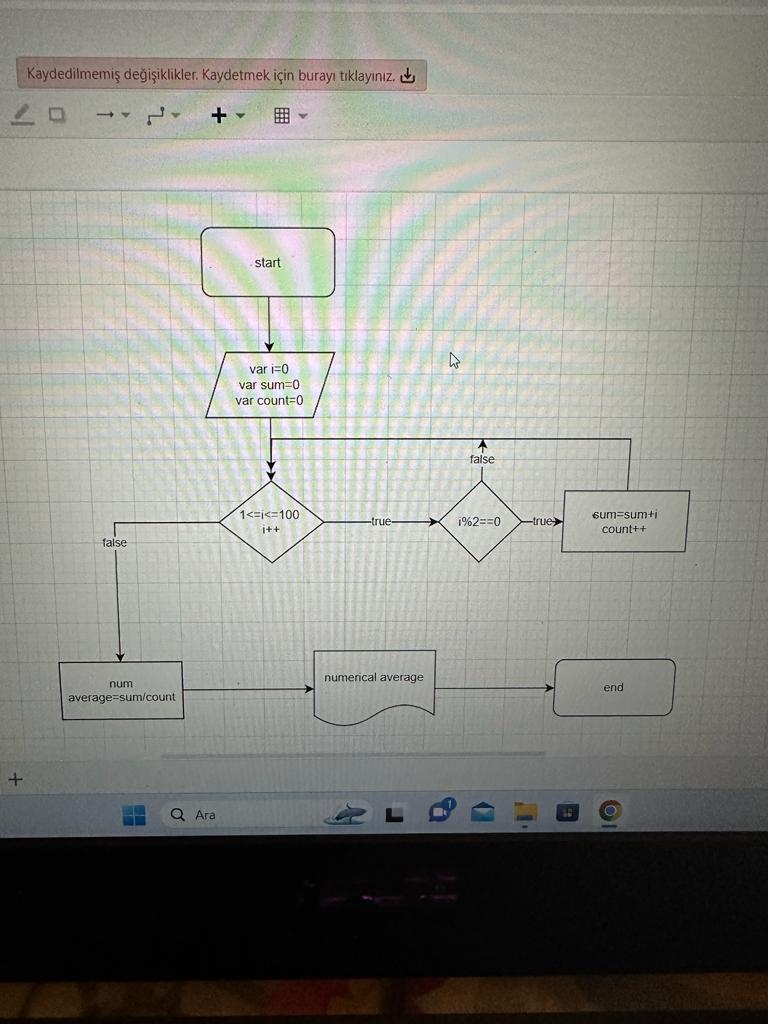 Kaydedilmemiş değişiklikler. Kaydetmek için burayı tıklayınız.
start
var i=0
var sum=0
var count=0
false
1<=i<=100
i++
true
i%2==0
true
sum=sum+i
count++
false
num
average=sum/count
numerical average
end
Ara
1